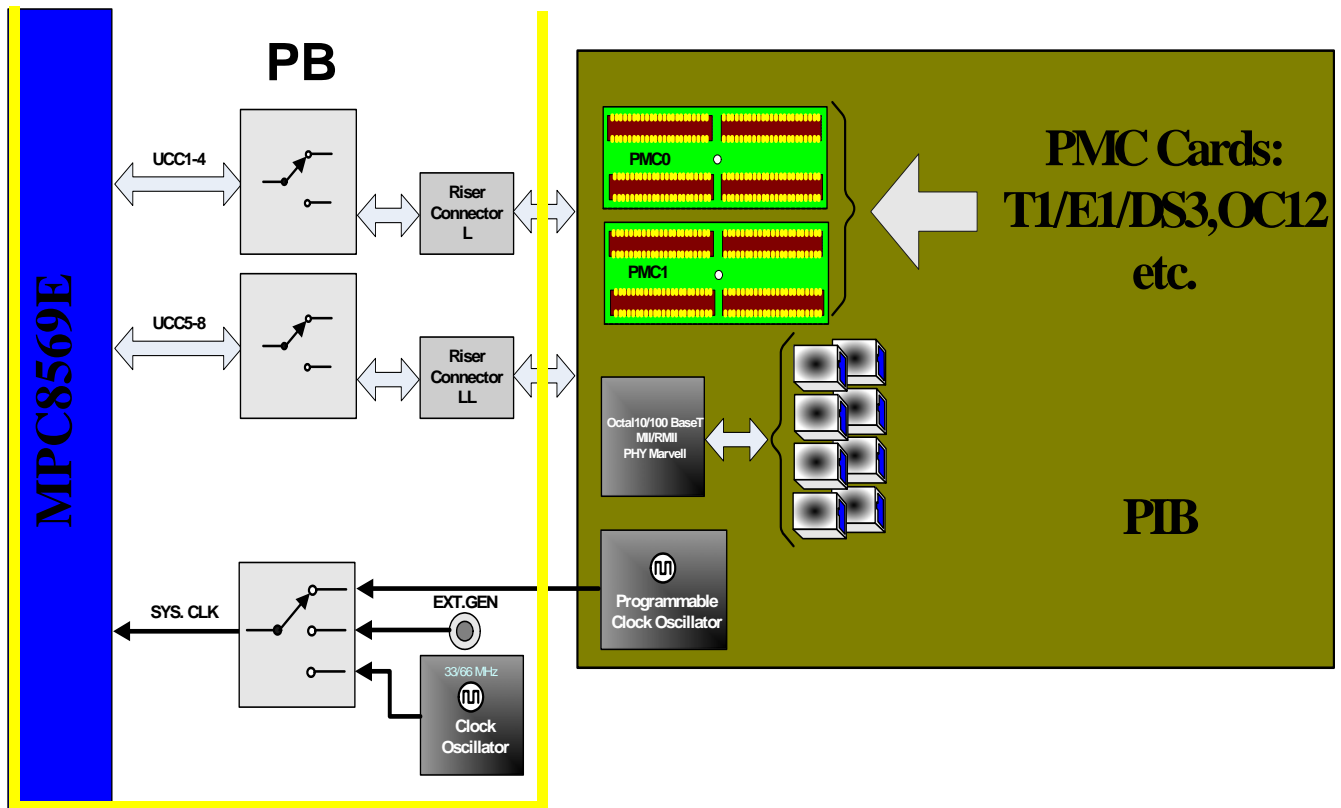 PB
MPC8569E
UCC1-4
Riser
Connector
L
UCC5-8
Riser
Connector
LL
SYS. CLK
EXT.GEN
33/66 MHz
Clock
Oscillator
PMC0
PMC1
PMC Cards:
T1/E1/DS3,OC12
etc.
Octal10/100 BaseT
MII/RMII
PHY Marvell
Programmable
Clock Oscillator
PIB